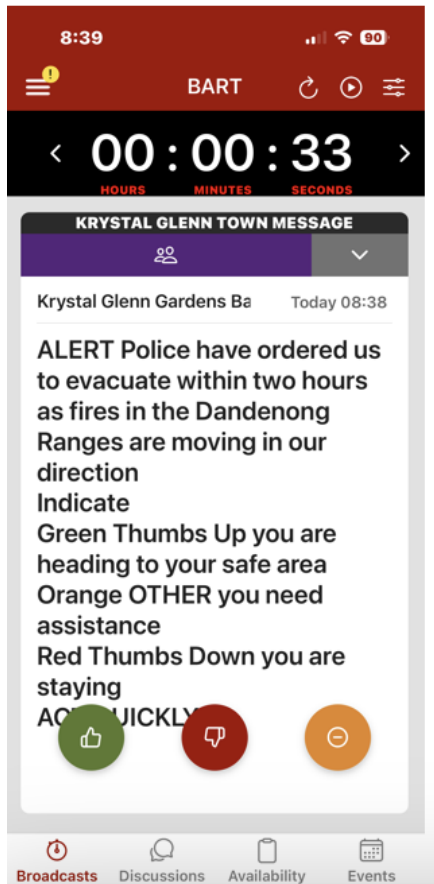 8:39
90
!
BART
00 : 00 : 33
HOURS MINUTES SECONDS
KRYSTAL GLENN TOWN MESSAGE
Krystal Glenn Gardens Ba Today 08:38
ALERT Police have ordered us
to evacuate within two hours
as fires in the Dandenong
Ranges are moving in our
direction
Indicate
Green Thumbs Up you are
heading to your safe area
Orange OTHER you need
assistance
Red Thumbs Down you are
staying
QUICKLY
Broadcasts Discussions Availability Events